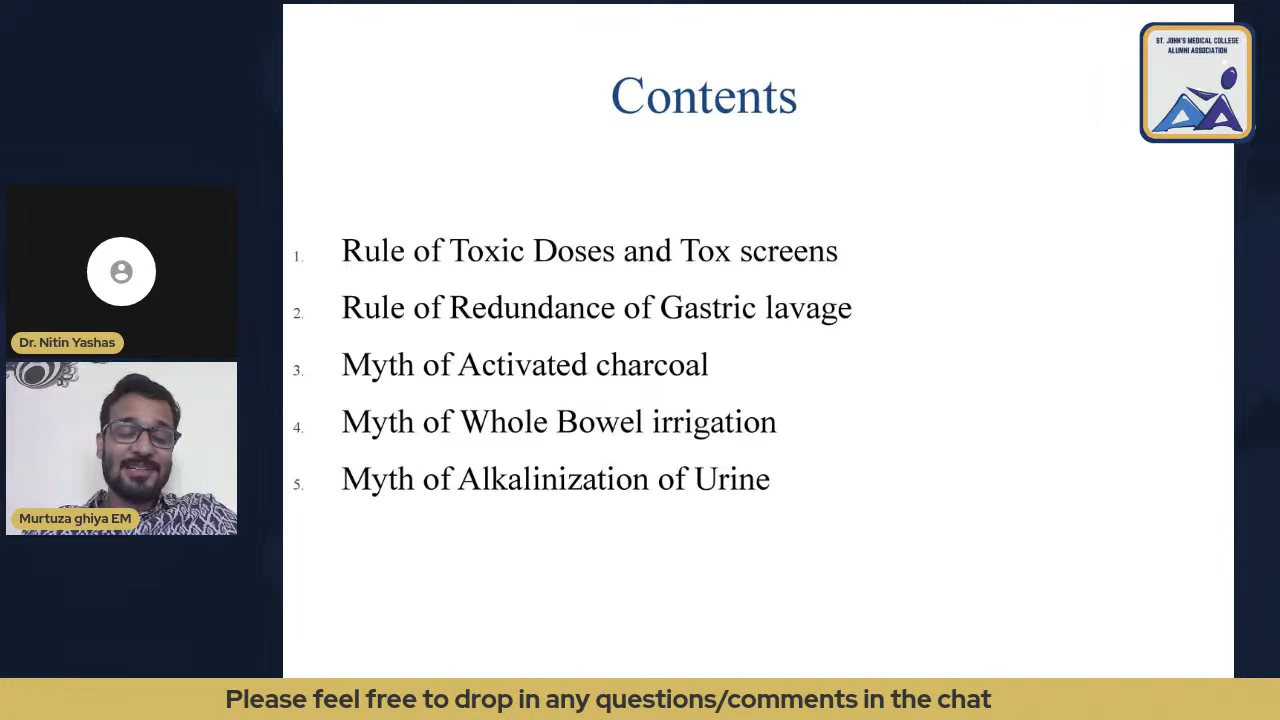 ST. JOHN'S MEDICAL COLLEGE
ALUMNI ASSOCIATION
Contents
1. Rule of Toxic Doses and Tox screens
2. Rule of Redundance of Gastric lavage
3. Myth of Activated charcoal
4. Myth of Whole Bowel irrigation
5. Myth of Alkalinization of Urine
Dr. Nitin Yashas
Murtuza ghiya EM
Please feel free to drop in any questions/comments in the chat